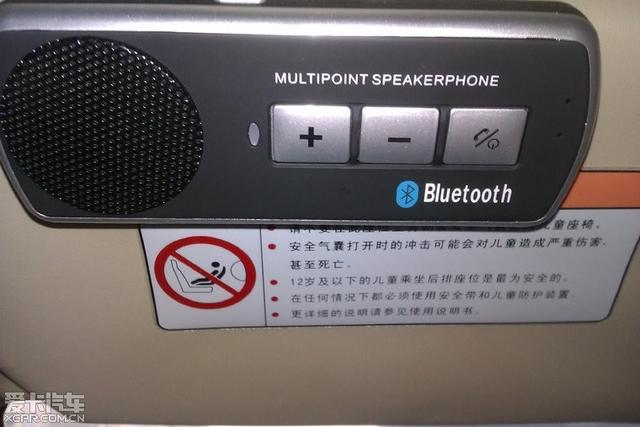 MULTIPOINT SPEAKERPHONE
+
−
Bluetooth
童座椅。
安全气囊打开时的冲击可能会对儿童造成严重伤害,
甚至死亡。
12岁及以下的儿童乘坐后排座位是最为安全的。
在任何情况下都必须使用安全带和儿童防护装置。
更详细的说明请参见使用说明书。
爱卡汽车
XCAR.COM.CN